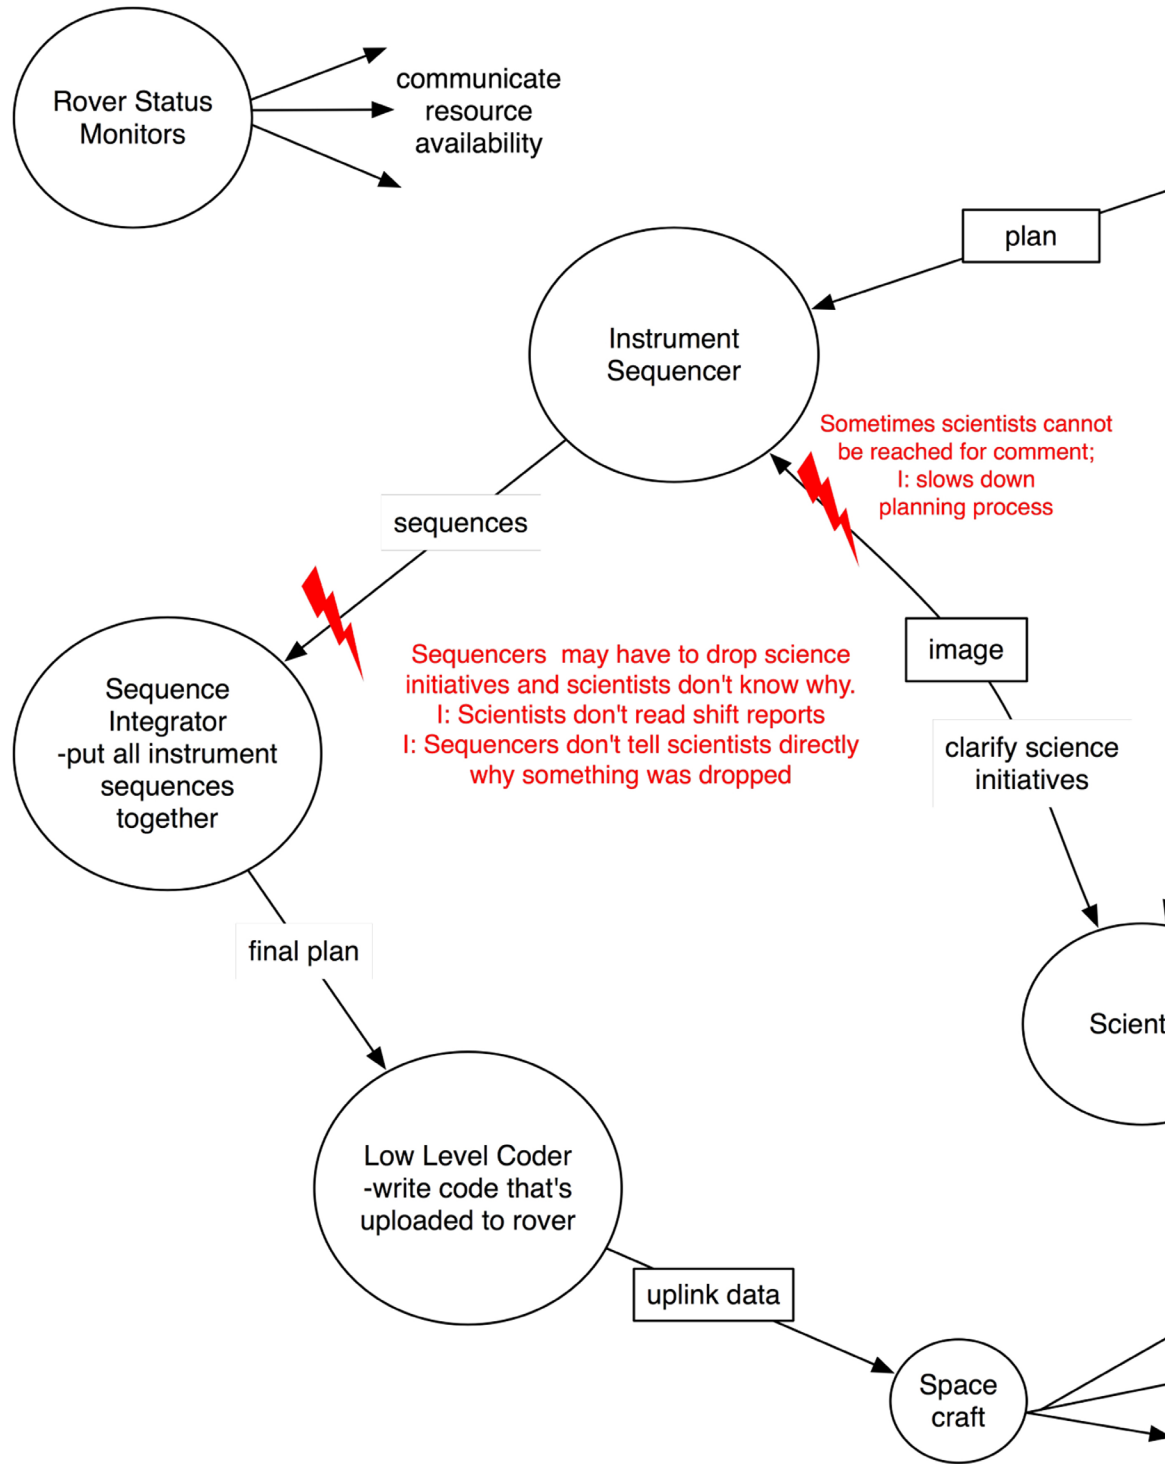 Rover Status
Monitors
communicate
resource
availability
plan
Instrument
Sequencer
Sometimes scientists cannot
be reached for comment;
I: slows down
planning process
sequences
image
Sequencers may have to drop science
initiatives and scientists don't know why.
I: Scientists don't read shift reports
I: Sequencers don't tell scientists directly
why something was dropped
Sequence
Integrator
-put all instrument
sequences
together
clarify science
initiatives
final plan
Scient
Low Level Coder
-write code that's
uploaded to rover
uplink data
Space
craft